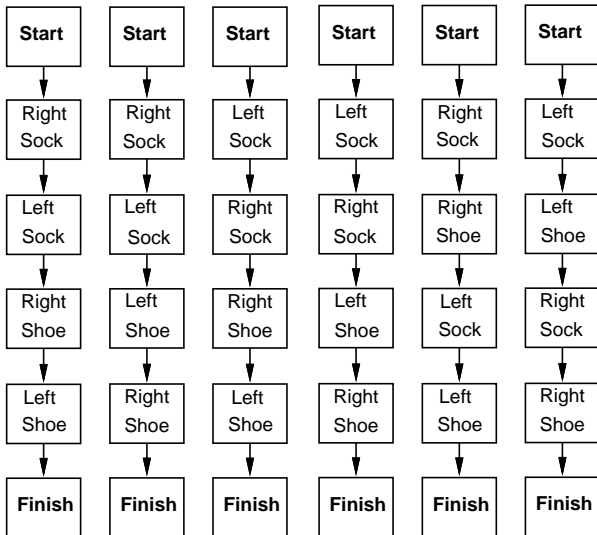 Start Start Start Start Start Start
Right Right Left Left Right Left
Sock Sock Sock Sock Sock Sock
Left Left Right Right Right Left
Sock Sock Sock Sock Shoe Shoe
Right Left Right Left Left Right
Shoe Shoe Shoe Shoe Sock Sock
Left Right Left Right Left Right
Shoe Shoe Shoe Shoe Shoe Shoe
Finish Finish Finish Finish Finish Finish